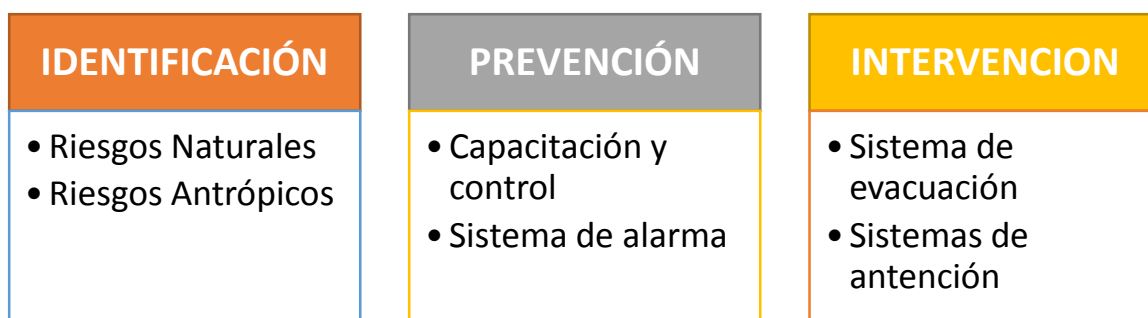 IDENTIFICACIÓN
• Riesgos Naturales
• Riesgos Antrópicos
PREVENCIÓN
• Capacitación y
control
• Sistema de alarma
INTERVENCION
• Sistema de
evacuación
• Sistemas de
antención